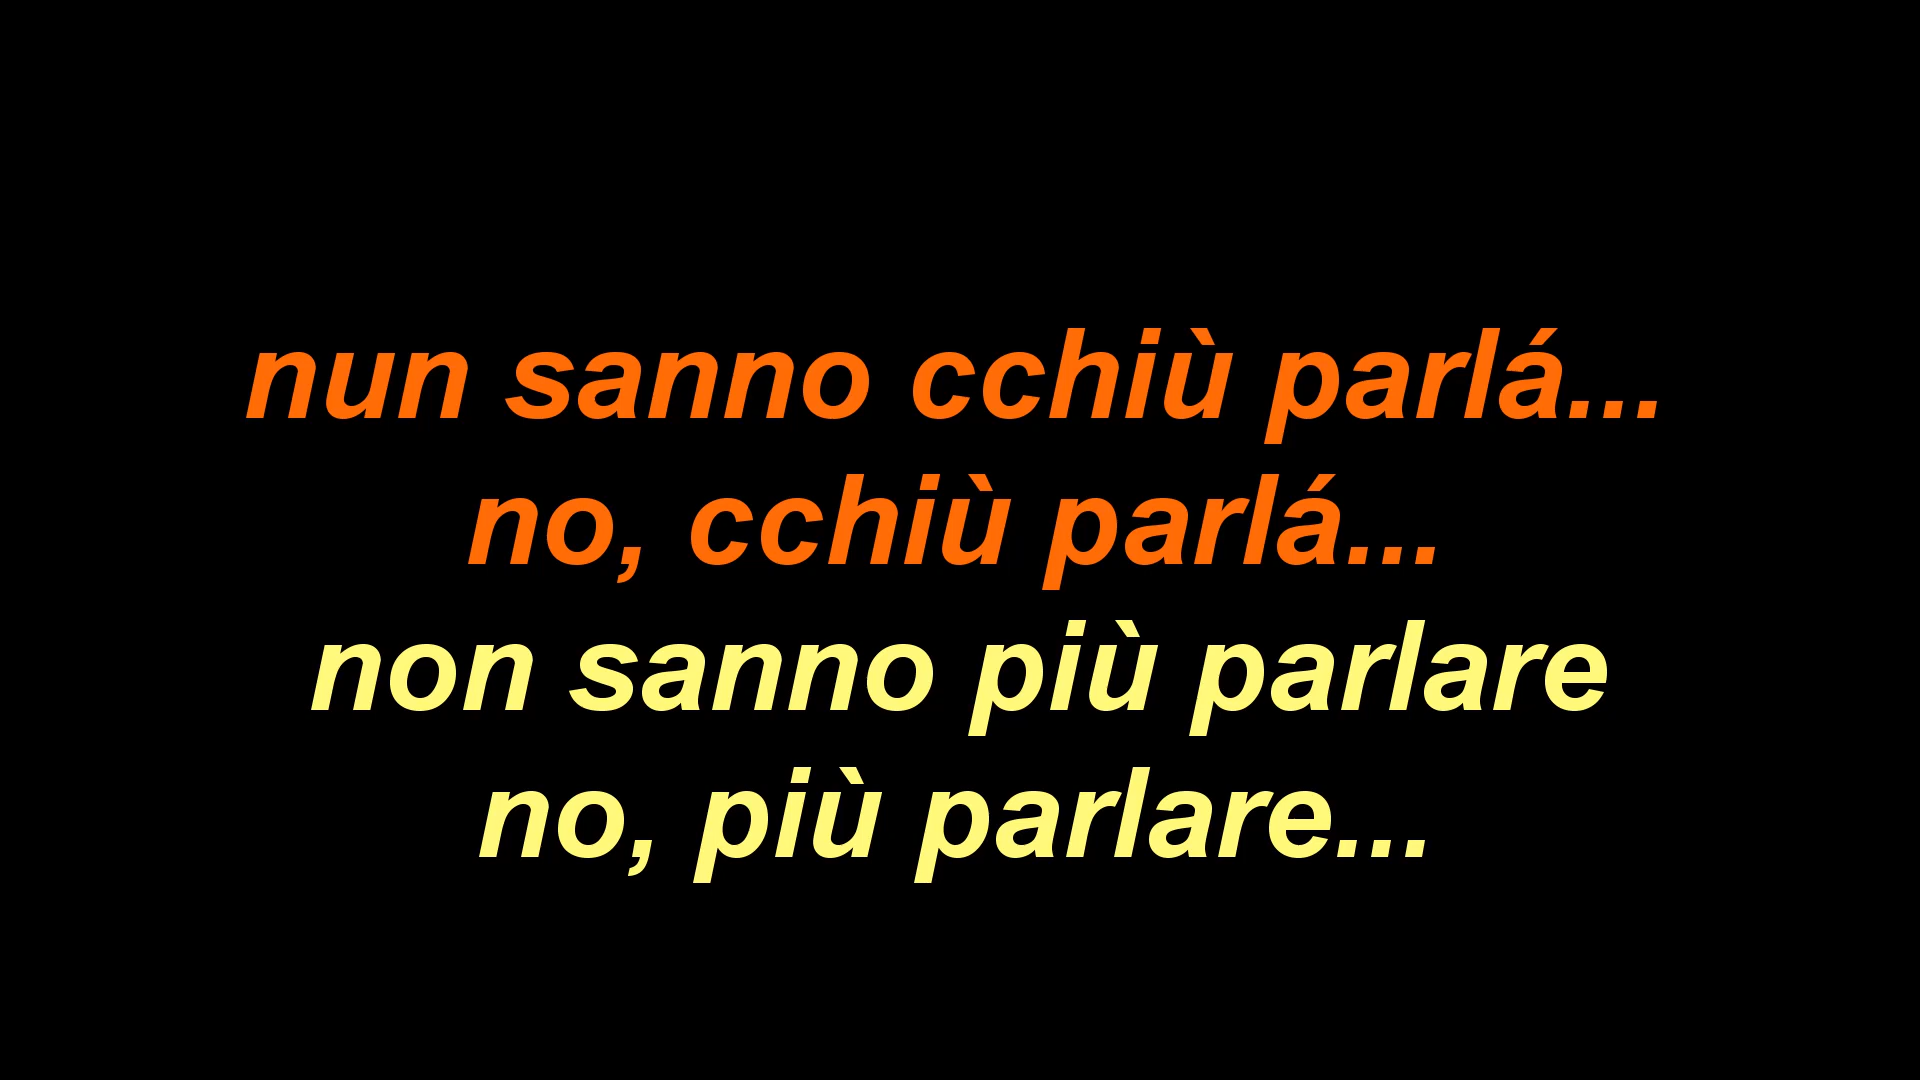 nun sanno cchiù parlá...
no, cchiù parlá...
non sanno più parlare
no, più parlare...